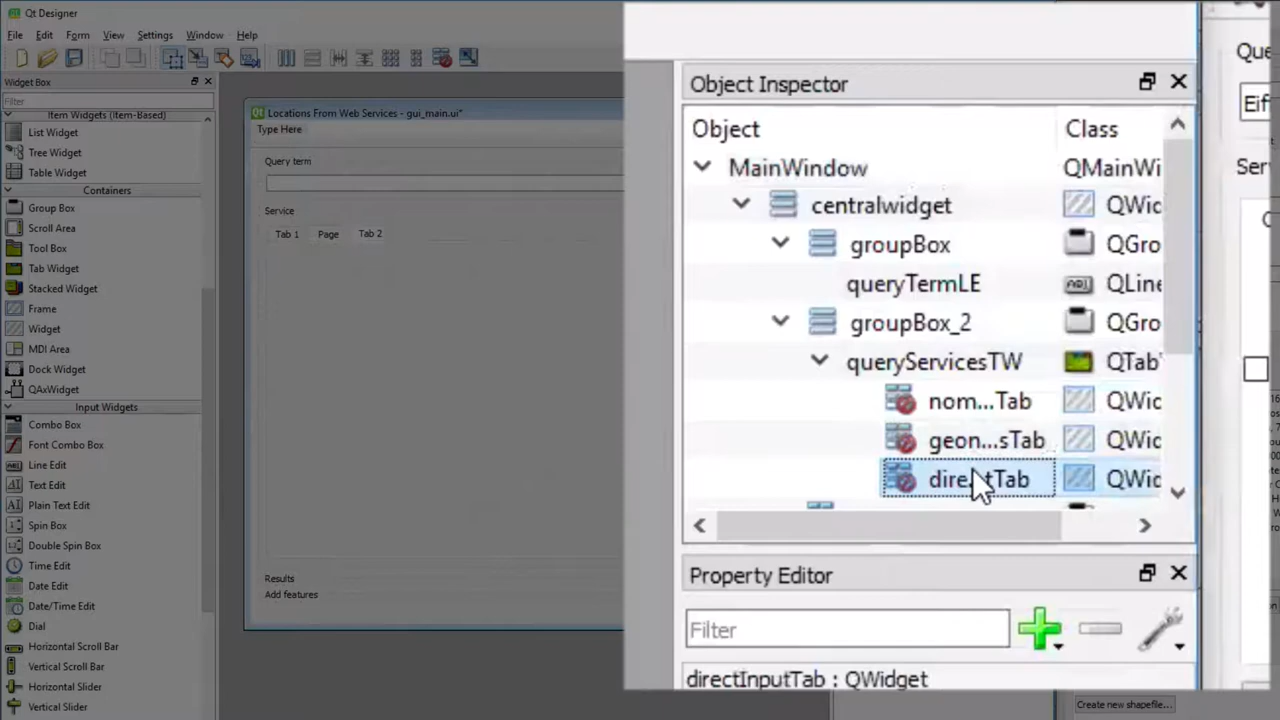 Qt Designer
File Edit Form View Settings Window Help
Widget Box
Filter
Item Widgets (Item-Based)
List Widget
Tree Widget
Table Widget
Containers
Group Box
Scroll Area
Tool Box
Tab Widget
Stacked Widget
Frame
Widget
MDI Area
Dock Widget
QAxWidget
Input Widgets
Combo Box
Font Combo Box
Line Edit
Text Edit
Plain Text Edit
Spin Box
Double Spin Box
Time Edit
Date Edit
Date/Time Edit
Dial
Horizontal Scroll Bar
Vertical Scroll Bar
Horizontal Slider
Vertical Slider
Locations From Web Services - gui_main.ui*
Type Here
Query term
Service
Tab 1 Page Tab 2
Results
Add features
Object Inspector
Object Class
MainWindow QMainWi
centralwidget QWid
groupBox QGro
queryTermLE QLine
groupBox_2 QGro
queryServicesTW QTab
nom...Tab QWid
geon...sTab QWid
dire...tTab QWid
Property Editor
Filter
directInputTab : QWidget
Que
Eif
Ser
Create new shapefile...